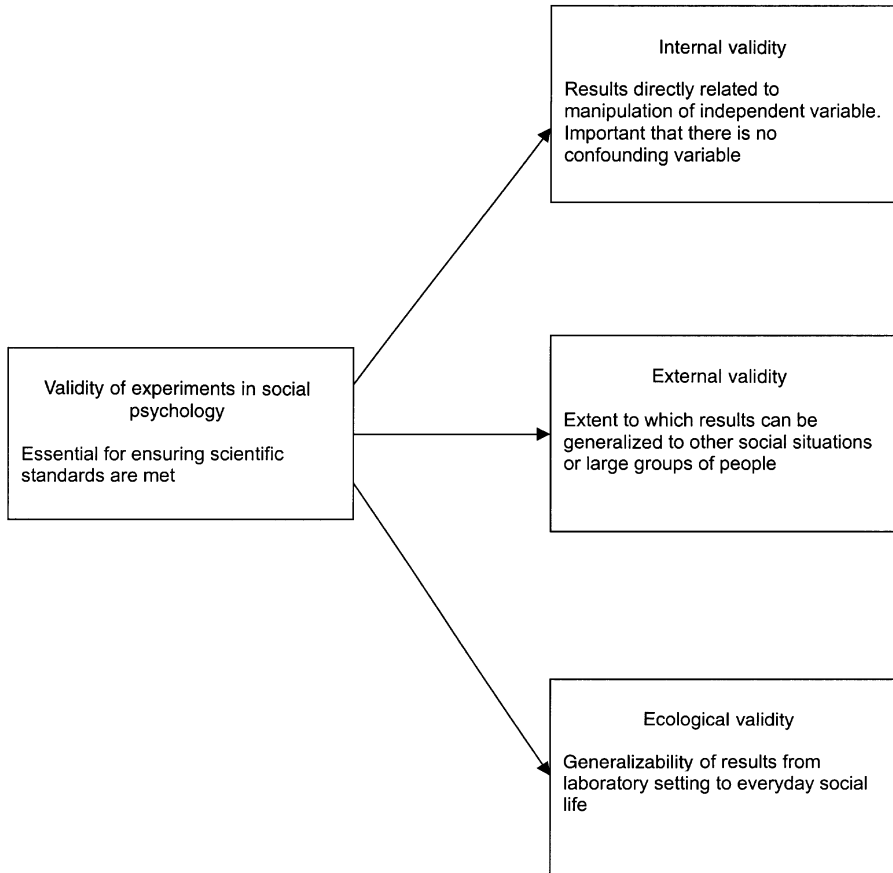 Internal validity
Results directly related to
manipulation of independent variable.
Important that there is no
confounding variable
Validity of experiments in social
psychology
Essential for ensuring scientific
standards are met
External validity
Extent to which results can be
generalized to other social situations
or large groups of people
Ecological validity
Generalizability of results from
laboratory setting to everyday social
life